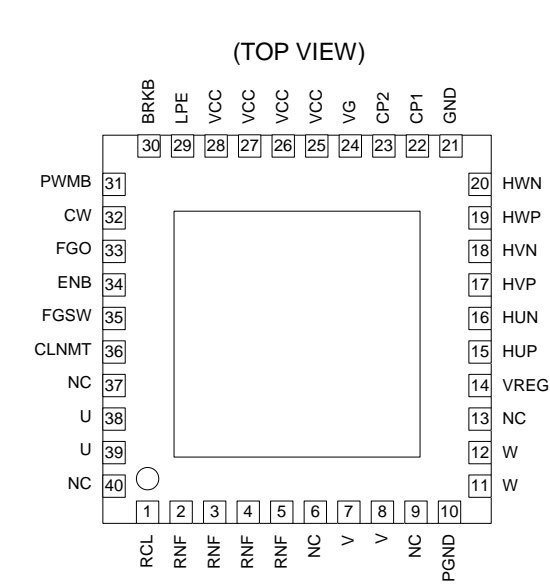 (TOP VIEW)
BRKB LPE VCC VCC VCC VCC VG CP2 CP1 GND
30 29 28 27 26 25 24 23 22 21
PWMB 31 20 HWN
CW 32 19 HWP
FGO 33 18 HVN
ENB 34 17 HVP
FGSW 35 16 HUN
CLNMT 36 15 HUP
NC 37 14 VREG
U 38 13 NC
U 39 12 W
NC 40 11 W
1 2 3 4 5 6 7 8 9 10
RCL RNF RNF RNF RNF NC V V NC PGND